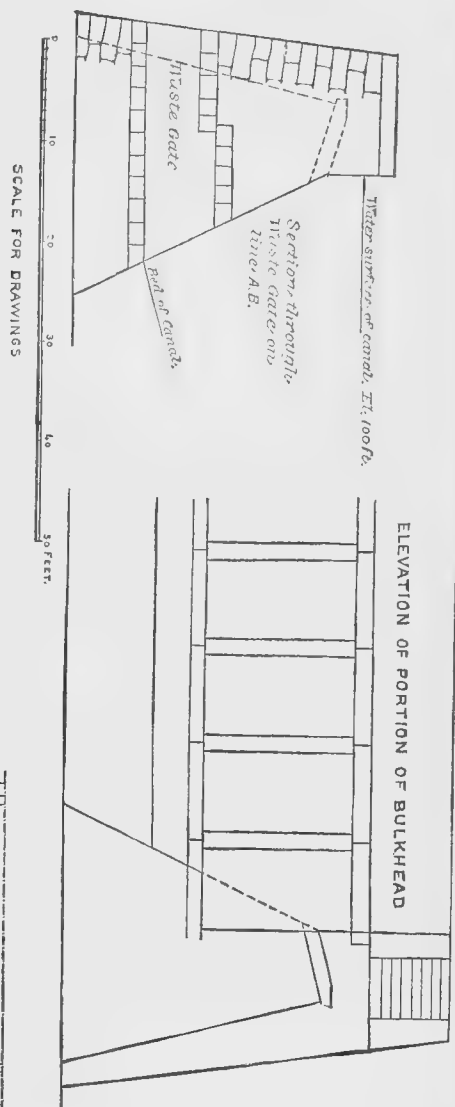 ELEVATION OF PORTION OF BULKHEAD
Water surface of canal. El. 100 ft.
Section through
Waste Gate on
line A.B.
Waste Gate
Bed of Canal
0 10 20 30 40 50 FEET.
SCALE FOR DRAWINGS